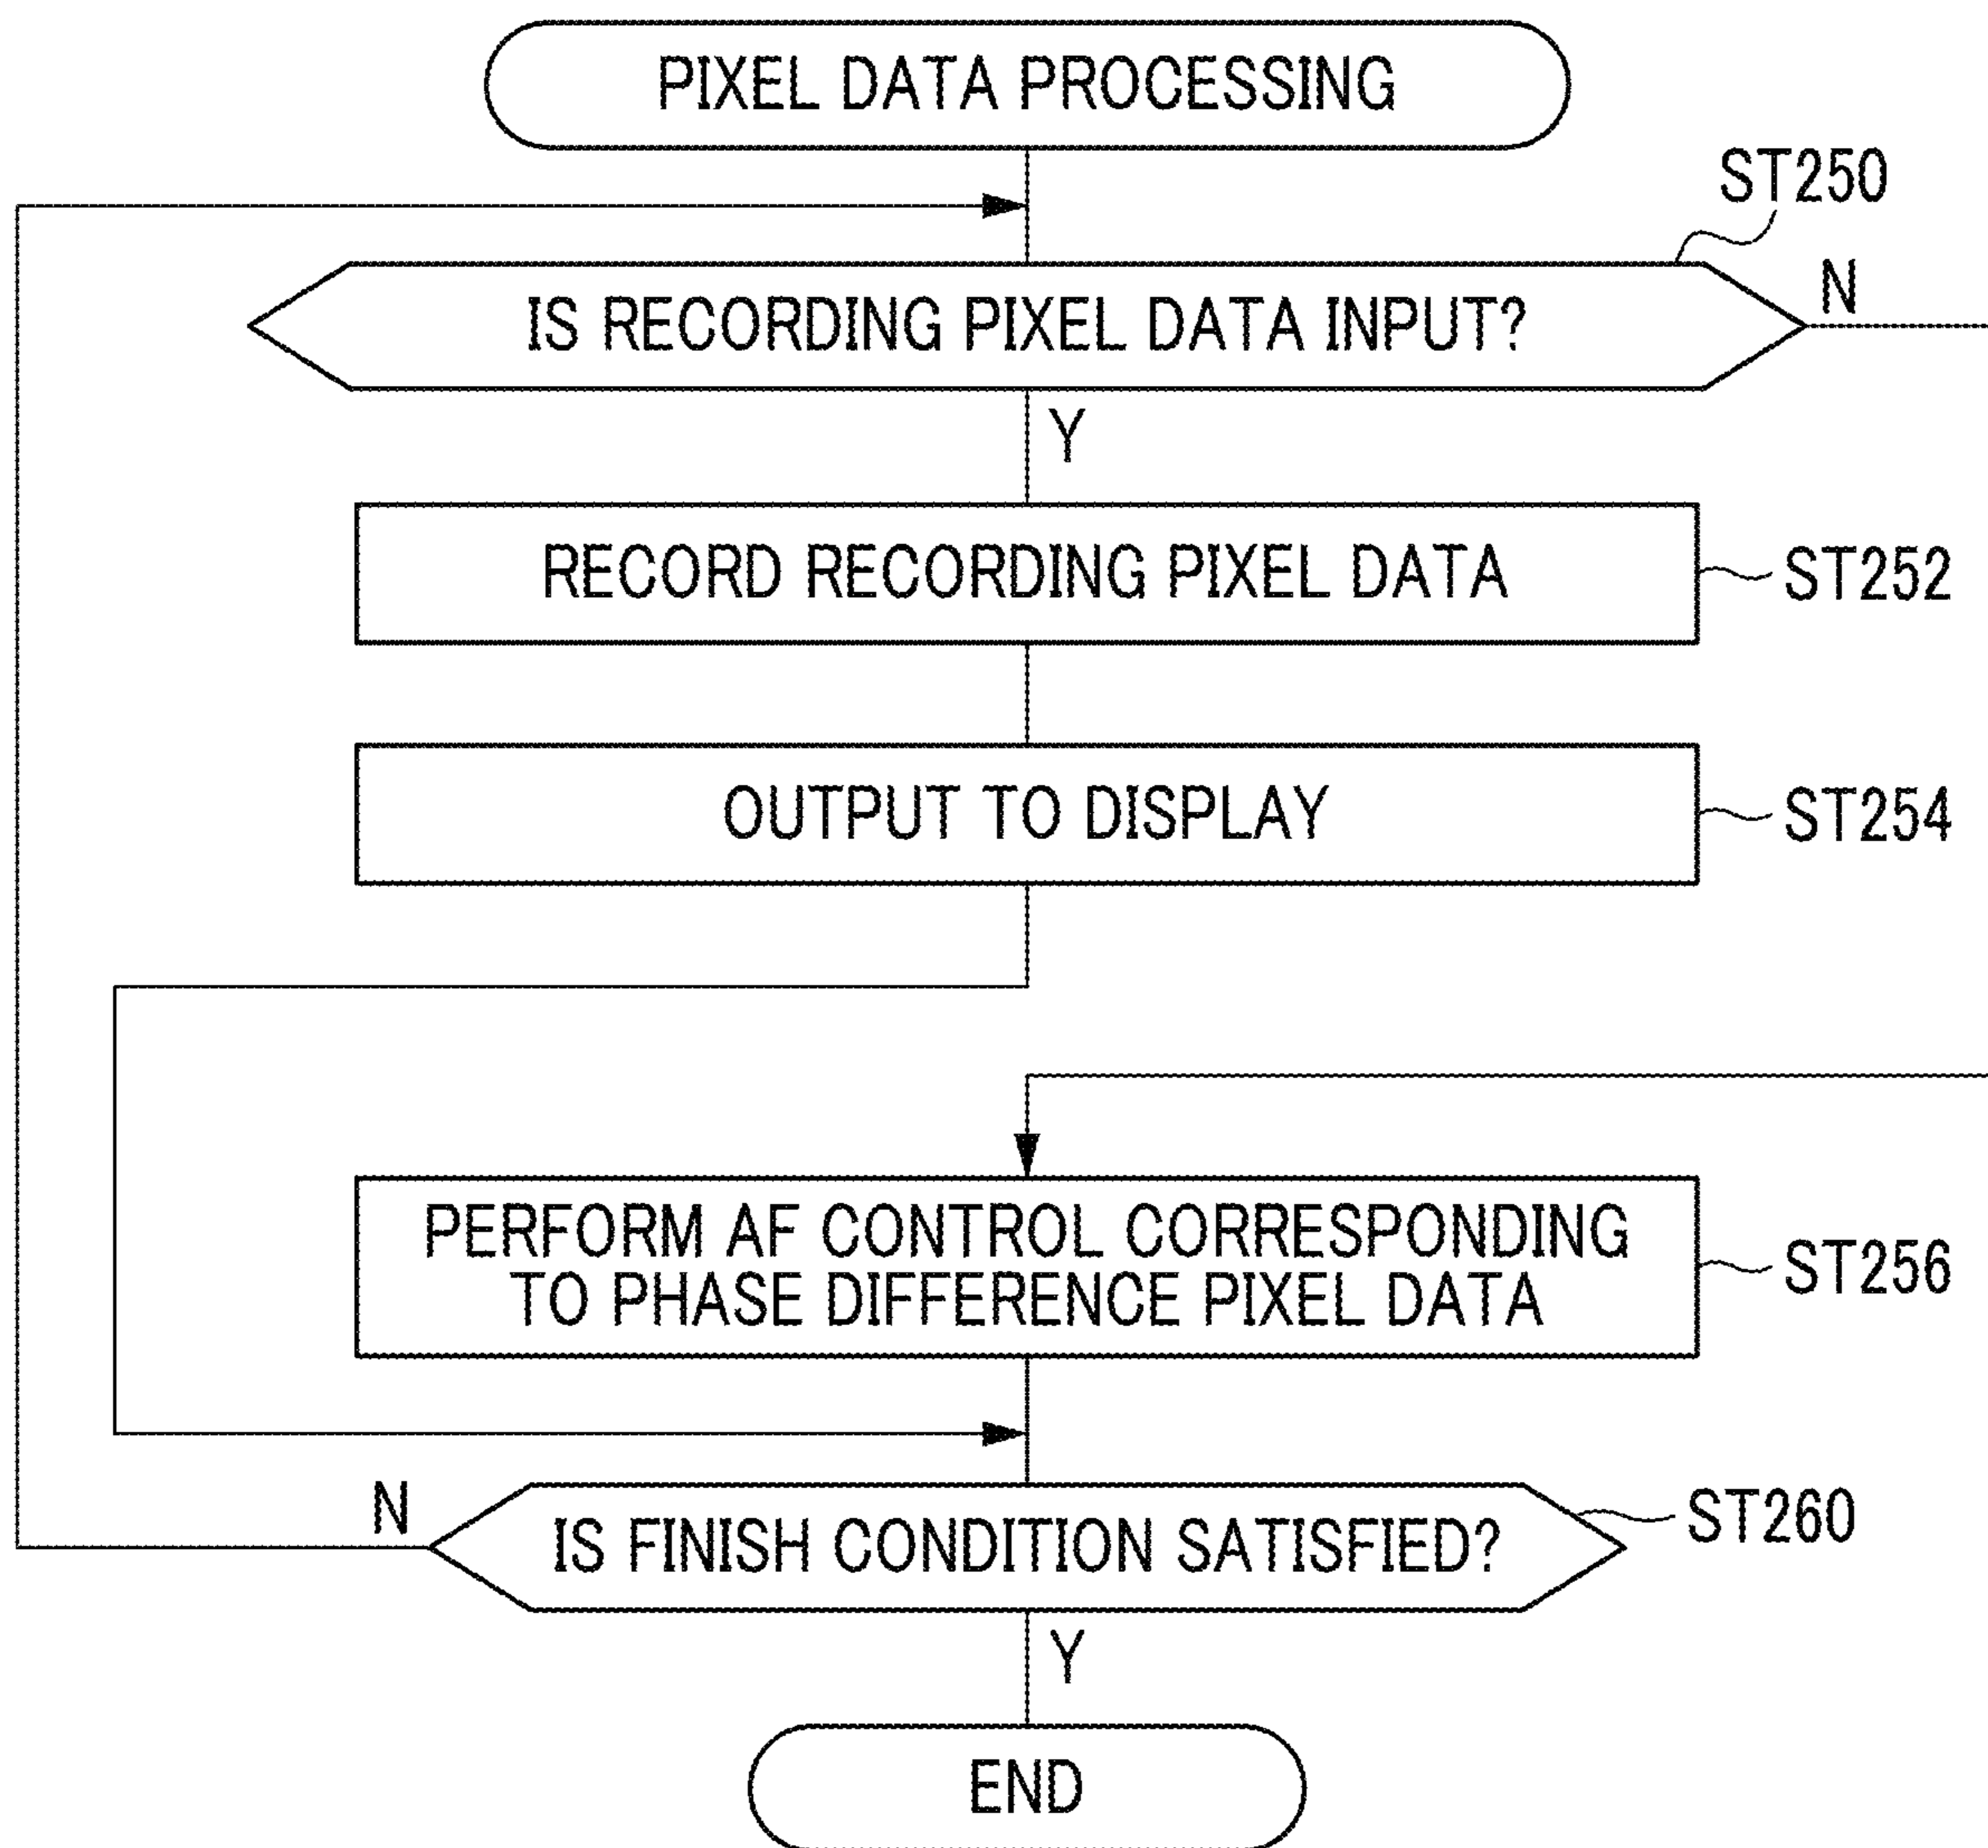 PIXEL DATA PROCESSING
ST250
IS RECORDING PIXEL DATA INPUT?
N
Y
RECORD RECORDING PIXEL DATA
ST252
OUTPUT TO DISPLAY
ST254
PERFORM AF CONTROL CORRESPONDING
TO PHASE DIFFERENCE PIXEL DATA
ST256
N
IS FINISH CONDITION SATISFIED?
ST260
Y
END